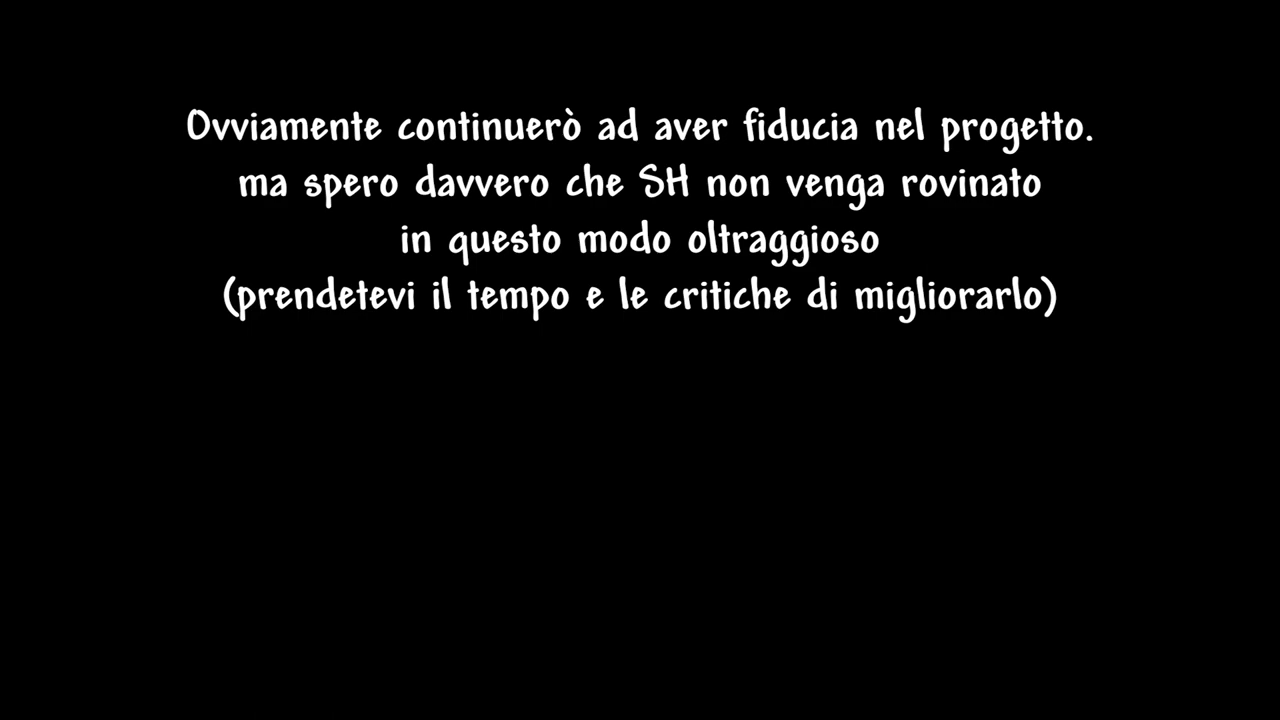 Ovviamente continuerò ad aver fiducia nel progetto.
ma spero davvero che SH non venga rovinato
in questo modo oltraggioso
(prendetevi il tempo e le critiche di migliorarlo)